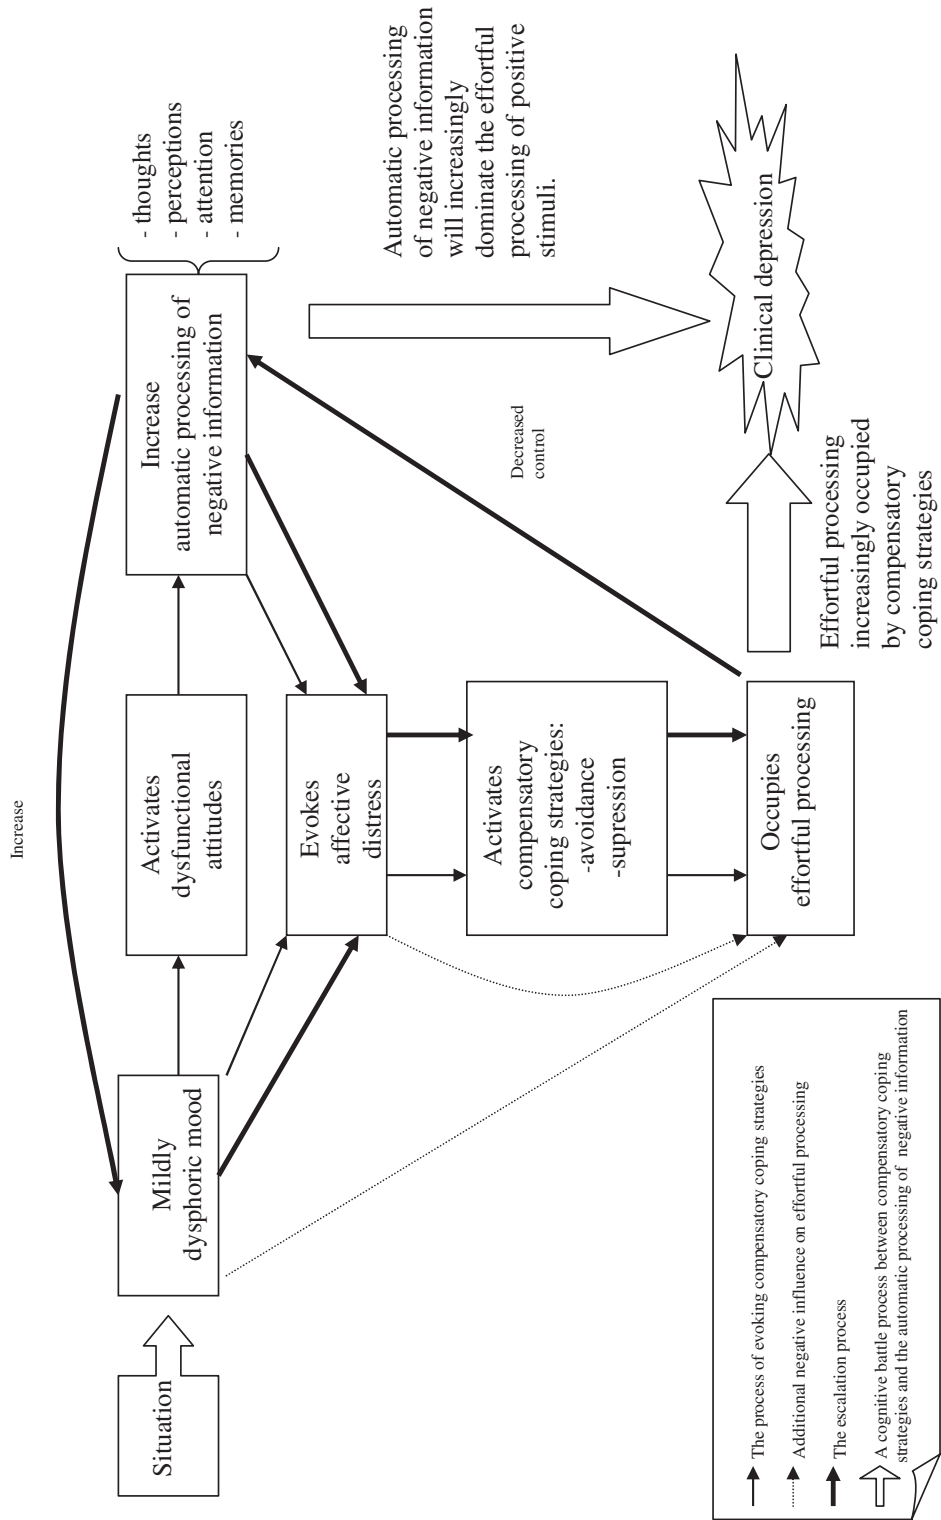 Increase
Situation
Mildly
dysphoric mood
Activates
dysfunctional
attitudes
Increase
automatic processing of
negative information
- thoughts
- perceptions
- attention
- memories
Evokes
affective
distress
Activates
compensatory
coping strategies:
-avoidance
-supression
Occupies
effortful processing
Decreased
control
Automatic processing
of negative information
will increasingly
dominate the effortful
processing of positive
stimuli.
Clinical depression
Effortful processing
increasingly occupied
by compensatory
coping strategies
The process of evoking compensatory coping strategies
Additional negative influence on effortful processing
The escalation process
A cognitive battle process between compensatory coping
strategies and the automatic processing of negative information